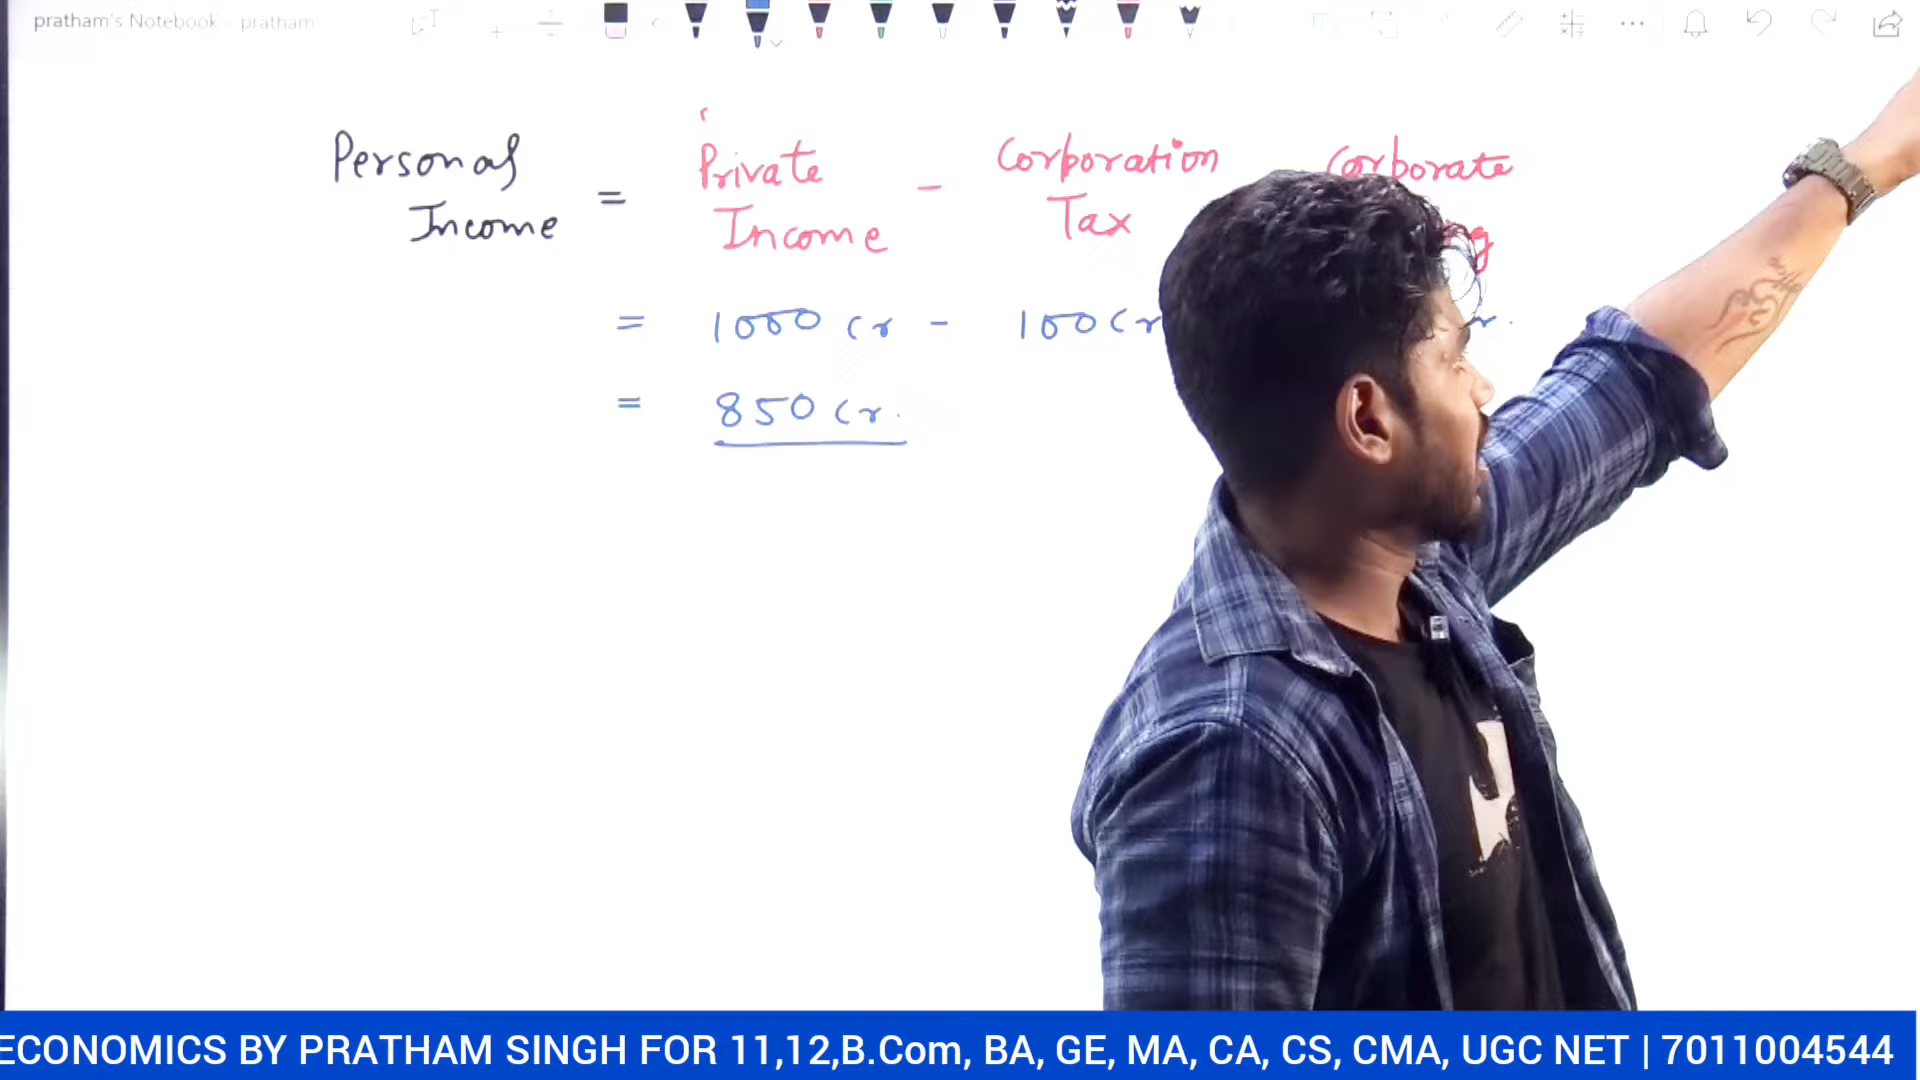 pratham's Notebook pratham
Personal Income = Private Income - Corporation Tax Corporate
= 1000 Cr - 100 Cr
= 850 Cr.
ECONOMICS BY PRATHAM SINGH FOR 11,12,B.Com, BA, GE, MA, CA, CS, CMA, UGC NET | 7011004544